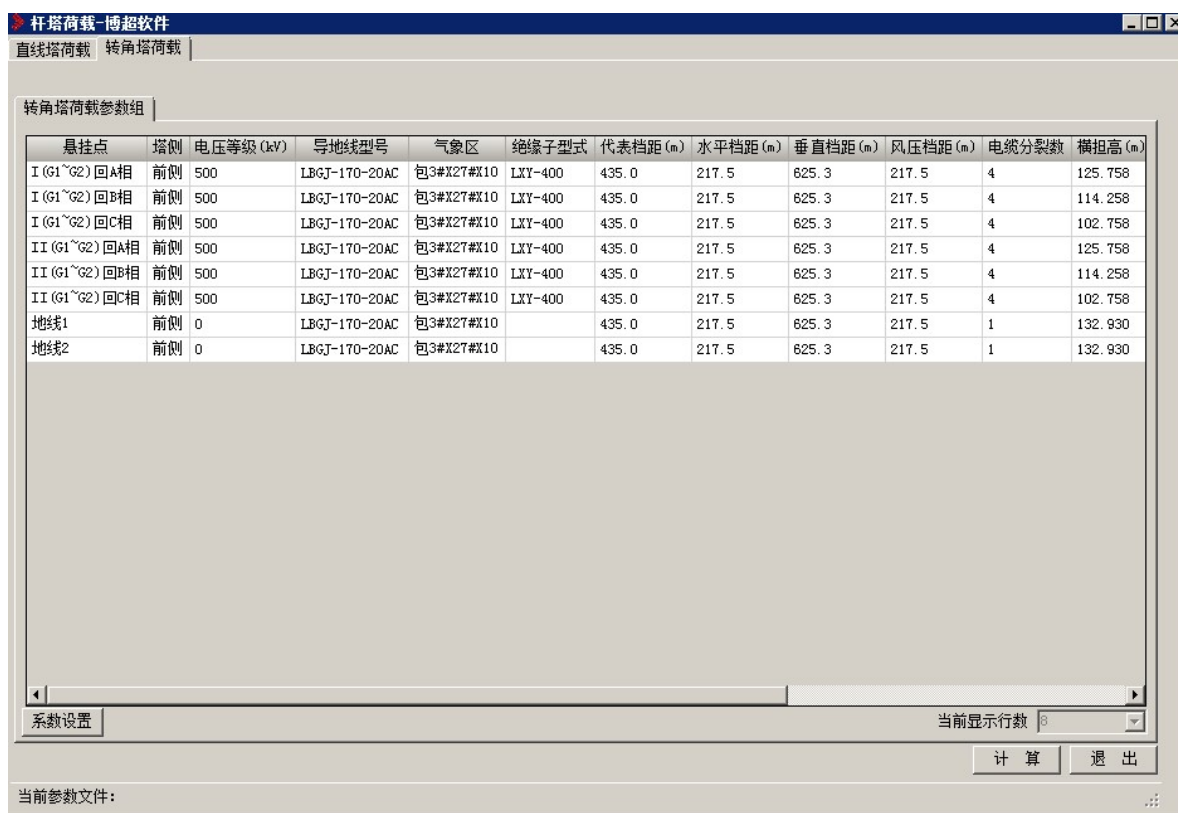 杆塔荷载-博超软件
直线塔荷载 转角塔荷载
转角塔荷载参数组
悬挂点 塔侧 电压等级(kV) 导地线型号 气象区 绝缘子型式 代表档距(m) 水平档距(m) 垂直档距(m) 风压档距(m) 电缆分裂数 横担高(m)
I(G1~G2)回A相 前侧 500 LBGJ-170-20AC 包3#X27#X10 LXY-400 435.0 217.5 625.3 217.5 4 125.758
I(G1~G2)回B相 前侧 500 LBGJ-170-20AC 包3#X27#X10 LXY-400 435.0 217.5 625.3 217.5 4 114.258
I(G1~G2)回C相 前侧 500 LBGJ-170-20AC 包3#X27#X10 LXY-400 435.0 217.5 625.3 217.5 4 102.758
II(G1~G2)回A相 前侧 500 LBGJ-170-20AC 包3#X27#X10 LXY-400 435.0 217.5 625.3 217.5 4 125.758
II(G1~G2)回B相 前侧 500 LBGJ-170-20AC 包3#X27#X10 LXY-400 435.0 217.5 625.3 217.5 4 114.258
II(G1~G2)回C相 前侧 500 LBGJ-170-20AC 包3#X27#X10 LXY-400 435.0 217.5 625.3 217.5 4 102.758
地线1 前侧 0 LBGJ-170-20AC 包3#X27#X10 435.0 217.5 625.3 217.5 1 132.930
地线2 前侧 0 LBGJ-170-20AC 包3#X27#X10 435.0 217.5 625.3 217.5 1 132.930
系数设置 当前显示行数 8
计 算 退 出
当前参数文件: